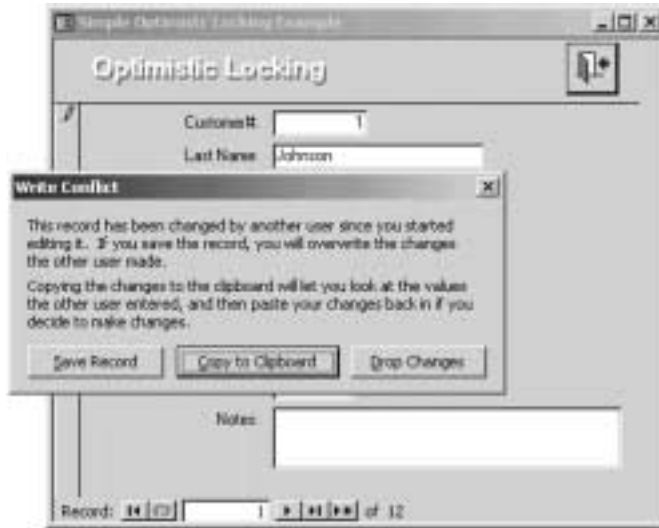 Simple Optimistic Locking Example
Optimistic Locking
Customer#: 1
Last Name Johnson
Write Conflict
This record has been changed by another user since you started
editing it. If you save the record, you will overwrite the changes
the other user made.
Copying the changes to the clipboard will let you look at the values
the other user entered, and then paste your changes back in if you
decide to make changes.
Save Record Copy to Clipboard Drop Changes
Notes
Record: 1 of 12